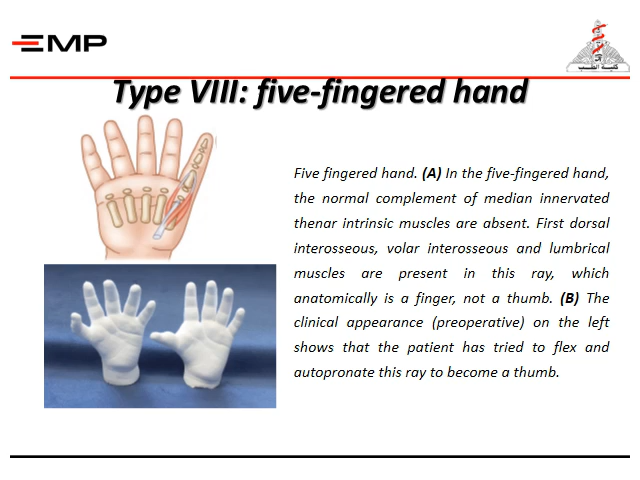 EMP
كلية الطب
Type VIII: five-fingered hand
Five fingered hand. (A) In the five-fingered hand,
the normal complement of median innervated
thenar intrinsic muscles are absent. First dorsal
interosseous, volar interosseous and lumbrical
muscles are present in this ray, which
anatomically is a finger, not a thumb. (B) The
clinical appearance (preoperative) on the left
shows that the patient has tried to flex and
autopronate this ray to become a thumb.